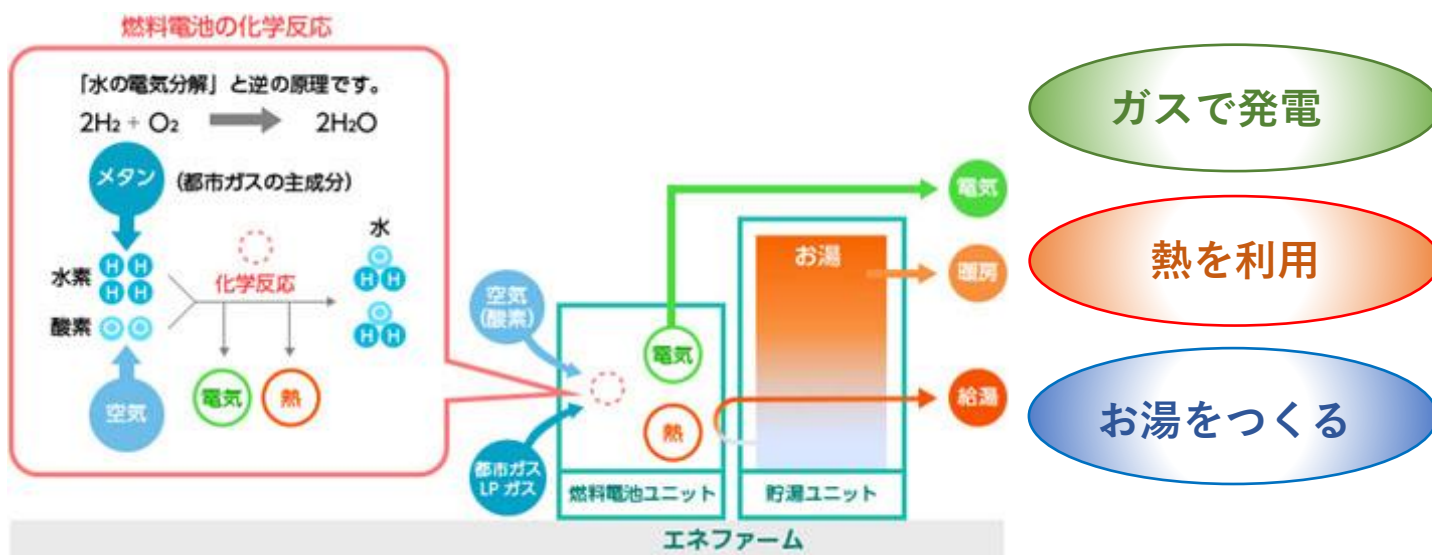 燃料電池の化学反応
「水の電気分解」と逆の原理です。
2H₂ + O₂ 2H₂O
メタン
(都市ガスの主成分)
水
水素
H H
H H
化学反応
酸素
O O
O
H H
O
H H
電気
熱
空気
空気
(酸素)
都市ガス
LPガス
電気
熱
燃料電池ユニット
お湯
貯湯ユニット
電気
暖房
給湯
エネファーム
ガスで発電
熱を利用
お湯をつくる